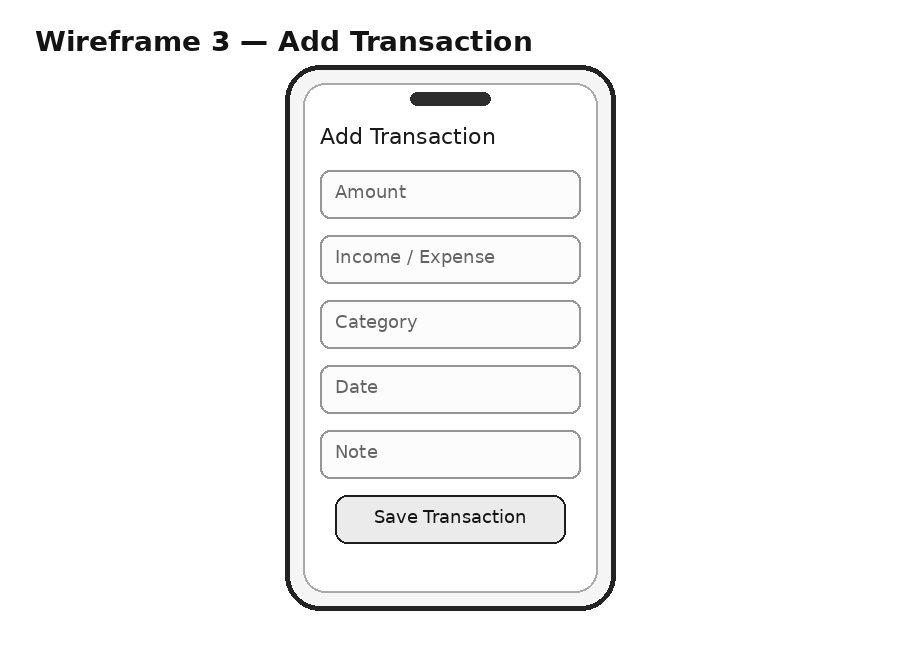 Wireframe 3 — Add Transaction
Add Transaction
Amount
Income / Expense
Category
Date
Note
Save Transaction